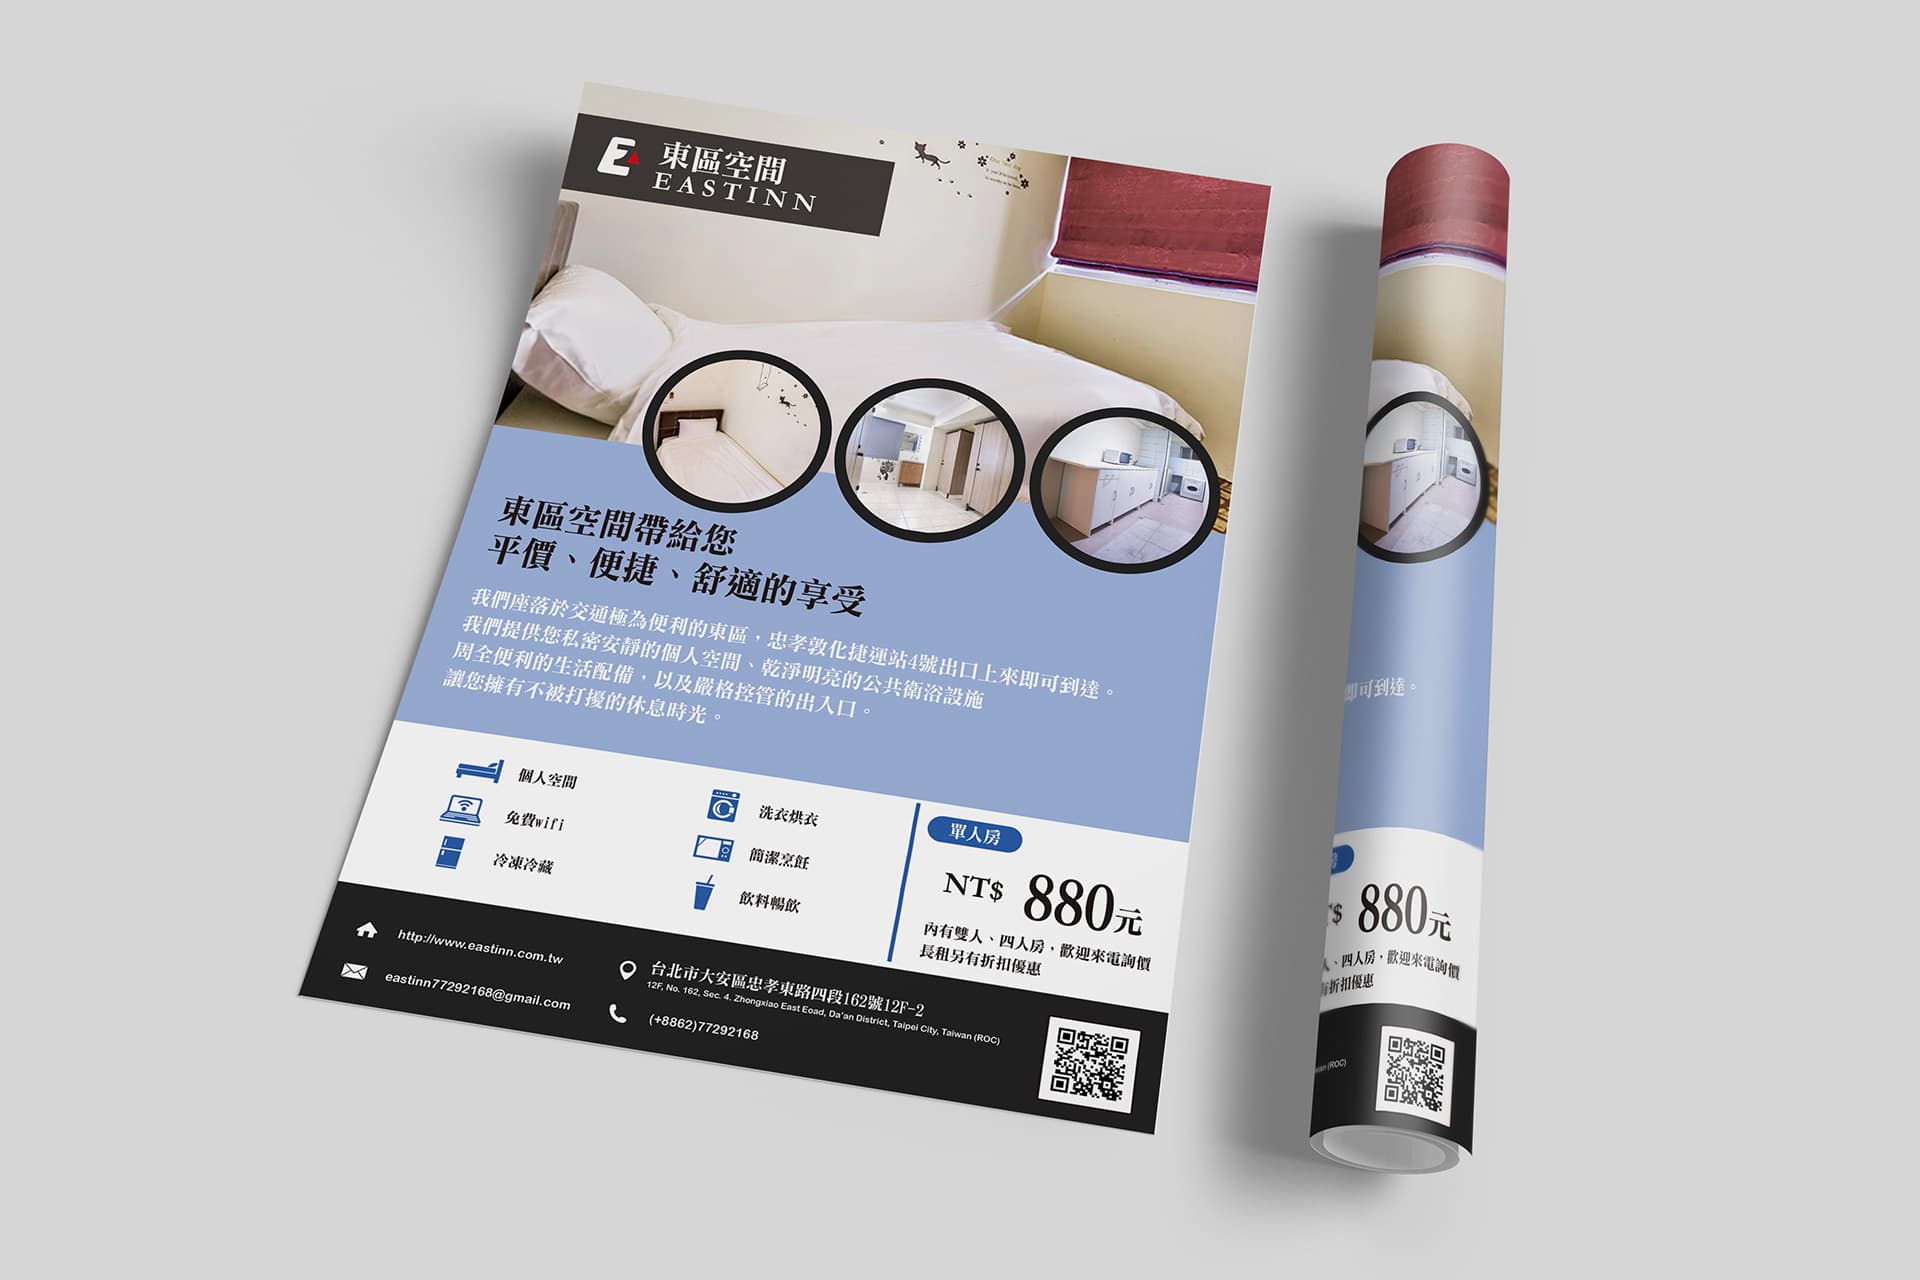 東區空間
EASTINN
東區空間帶給您
平價、便捷、舒適的享受
我們座落於交通極為便利的東區，忠孝敦化捷運站4號出口上來即可到達。
我們提供您私密安靜的個人空間、乾淨明亮的公共衛浴設施
周全便利的生活配備，以及嚴格控管的出入口。
讓您擁有不被打擾的休息時光。
個人空間
免費wifi
冷凍冷藏
洗衣烘衣
簡潔烹飪
飲料暢飲
單人房
NT$ 880元
內有雙人、四人房，歡迎來電詢價
長租另有折扣優惠
http://www.eastinn.com.tw
eastinn77292168@gmail.com
台北市大安區忠孝東路四段162號12F-2
12F, No. 162, Sec. 4. Zhongxiao East Eoad, Da'an District, Taipei City, Taiwan (ROC)
(+8862)77292168
即可到達。
$ 880元
、四人房，歡迎來電詢價
折扣優惠
(ROC)